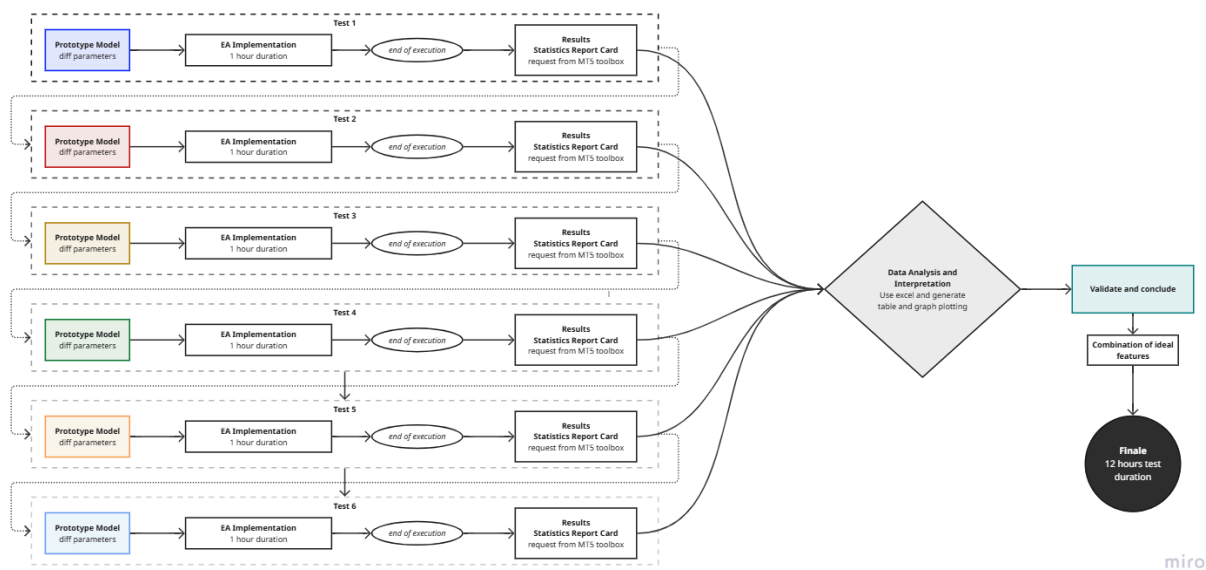 Test 1
Prototype Model
diff parameters
EA Implementation
1 hour duration
end of execution
Results
Statistics Report Card
request from MT5 toolbox
Test 2
Prototype Model
diff parameters
EA Implementation
1 hour duration
end of execution
Results
Statistics Report Card
request from MT5 toolbox
Test 3
Prototype Model
diff parameters
EA Implementation
1 hour duration
end of execution
Results
Statistics Report Card
request from MT5 toolbox
Test 4
Prototype Model
diff parameters
EA Implementation
1 hour duration
end of execution
Results
Statistics Report Card
request from MT5 toolbox
Test 5
Prototype Model
diff parameters
EA Implementation
1 hour duration
end of execution
Results
Statistics Report Card
request from MT5 toolbox
Test 6
Prototype Model
diff parameters
EA Implementation
1 hour duration
end of execution
Results
Statistics Report Card
request from MT5 toolbox
Data Analysis and
Interpretation
Use excel and generate
table and graph plotting
Validate and conclude
Combination of ideal
features
Finale
12 hours test
duration
miro